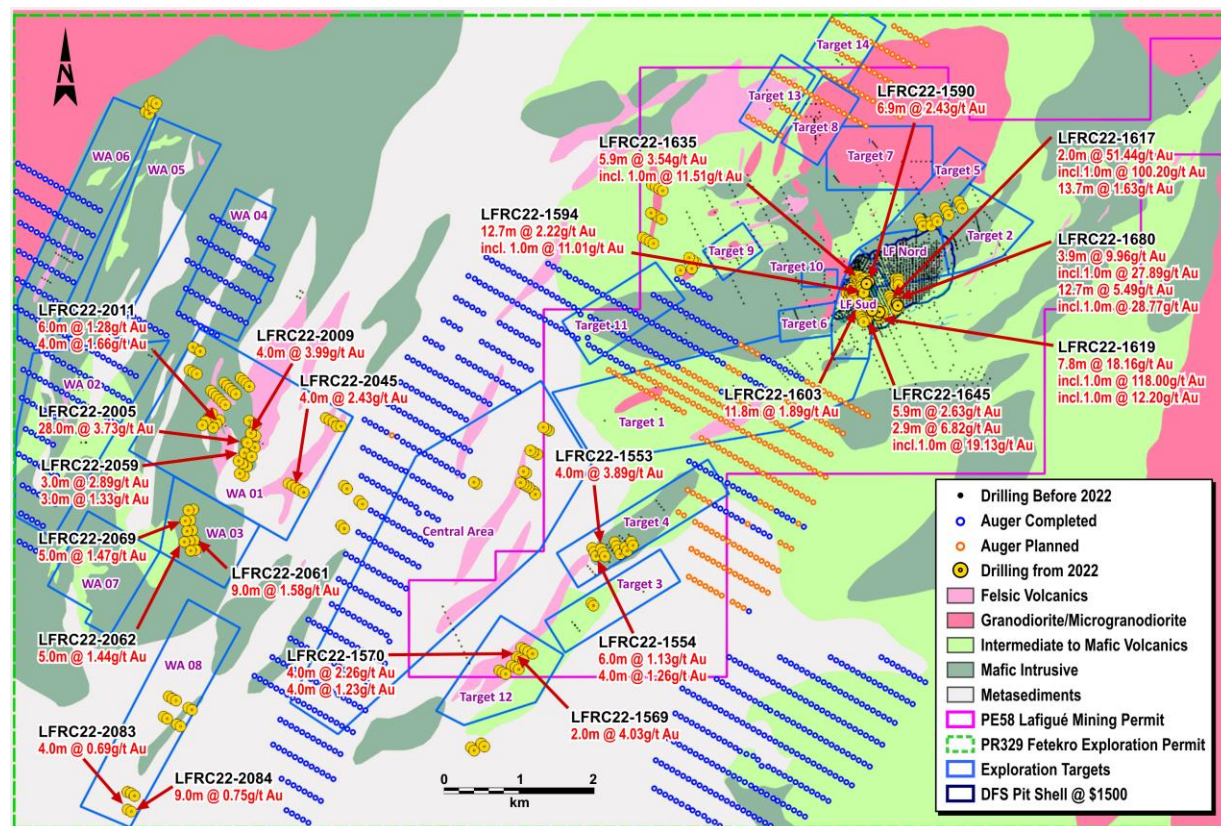 N
Target 14
Target 13
Target 8
Target 7
Target 5
Target 2
LF Nord
LF Sud
Target 9
Target 10
Target 6
Target 11
Target 1
Target 4
Target 3
Target 12
Central Area
WA 06
WA 05
WA 04
WA 02
WA 01
WA 03
WA 07
WA 08
LFRC22-1590
6.9m @ 2.43g/t Au
LFRC22-1635
5.9m @ 3.54g/t Au
incl. 1.0m @ 11.51g/t Au
LFRC22-1617
2.0m @ 51.44g/t Au
incl.1.0m @ 100.20g/t Au
13.7m @ 1.63g/t Au
LFRC22-1594
12.7m @ 2.22g/t Au
incl. 1.0m @ 11.01g/t Au
LFRC22-1680
3.9m @ 9.96g/t Au
incl.1.0m @ 27.89g/t Au
12.7m @ 5.49g/t Au
incl.1.0m @ 28.77g/t Au
LFRC22-1619
7.8m @ 18.16g/t Au
incl.1.0m @ 118.00g/t Au
incl.1.0m @ 12.20g/t Au
LFRC22-1603
11.8m @ 1.89g/t Au
LFRC22-1645
5.9m @ 2.63g/t Au
2.9m @ 6.82g/t Au
incl.1.0m @ 19.13g/t Au
LFRC22-2011
6.0m @ 1.28g/t Au
4.0m @ 1.66g/t Au
LFRC22-2009
4.0m @ 3.99g/t Au
LFRC22-2045
4.0m @ 2.43g/t Au
LFRC22-2005
28.0m @ 3.73g/t Au
LFRC22-2059
3.0m @ 2.89g/t Au
3.0m @ 1.33g/t Au
LFRC22-1553
4.0m @ 3.89g/t Au
LFRC22-2069
5.0m @ 1.47g/t Au
LFRC22-2061
9.0m @ 1.58g/t Au
LFRC22-2062
5.0m @ 1.44g/t Au
LFRC22-1570
4.0m @ 2.26g/t Au
4.0m @ 1.23g/t Au
LFRC22-1554
6.0m @ 1.13g/t Au
4.0m @ 1.26g/t Au
LFRC22-1569
2.0m @ 4.03g/t Au
LFRC22-2083
4.0m @ 0.69g/t Au
LFRC22-2084
9.0m @ 0.75g/t Au
0 1 2
km
Drilling Before 2022
Auger Completed
Auger Planned
Drilling from 2022
Felsic Volcanics
Granodiorite/Microgranodiorite
Intermediate to Mafic Volcanics
Mafic Intrusive
Metasediments
PE58 Lafigué Mining Permit
PR329 Fetekro Exploration Permit
Exploration Targets
DFS Pit Shell @ $1500